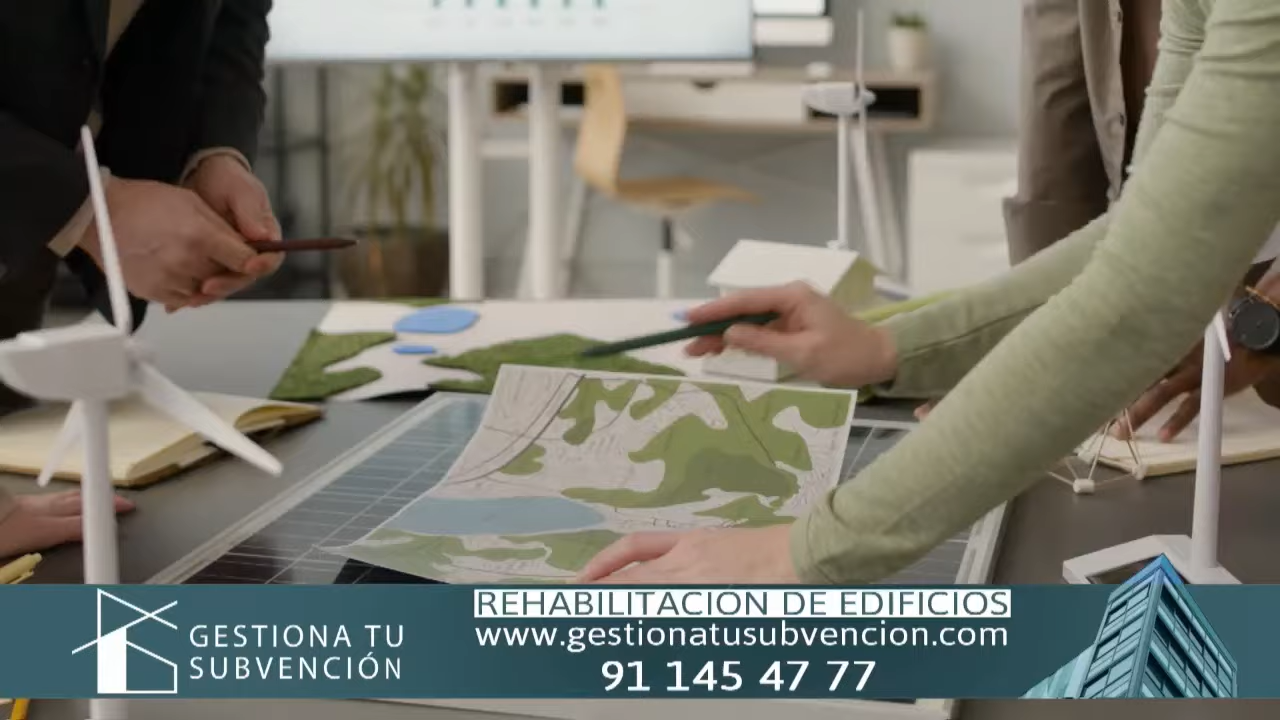 GESTIONA TU
SUBVENCIÓN
REHABILITACION DE EDIFICIOS
www.gestionatusubvencion.com
91 145 47 77